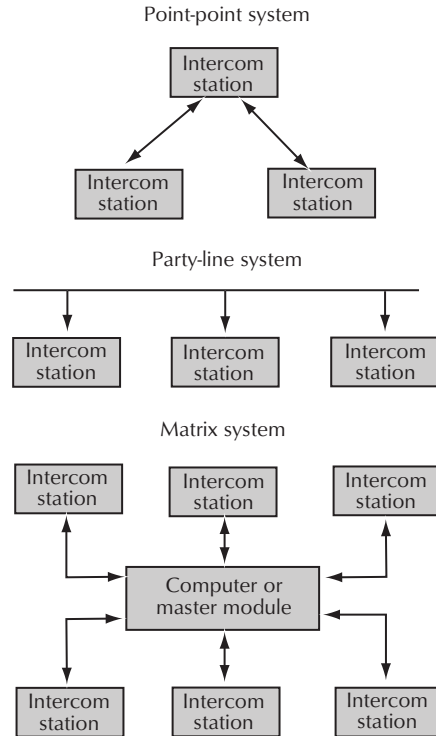 Point-point system
Intercom
station
Intercom
station
Intercom
station
Party-line system
Intercom
station
Intercom
station
Intercom
station
Matrix system
Intercom
station
Intercom
station
Intercom
station
Computer or
master module
Intercom
station
Intercom
station
Intercom
station